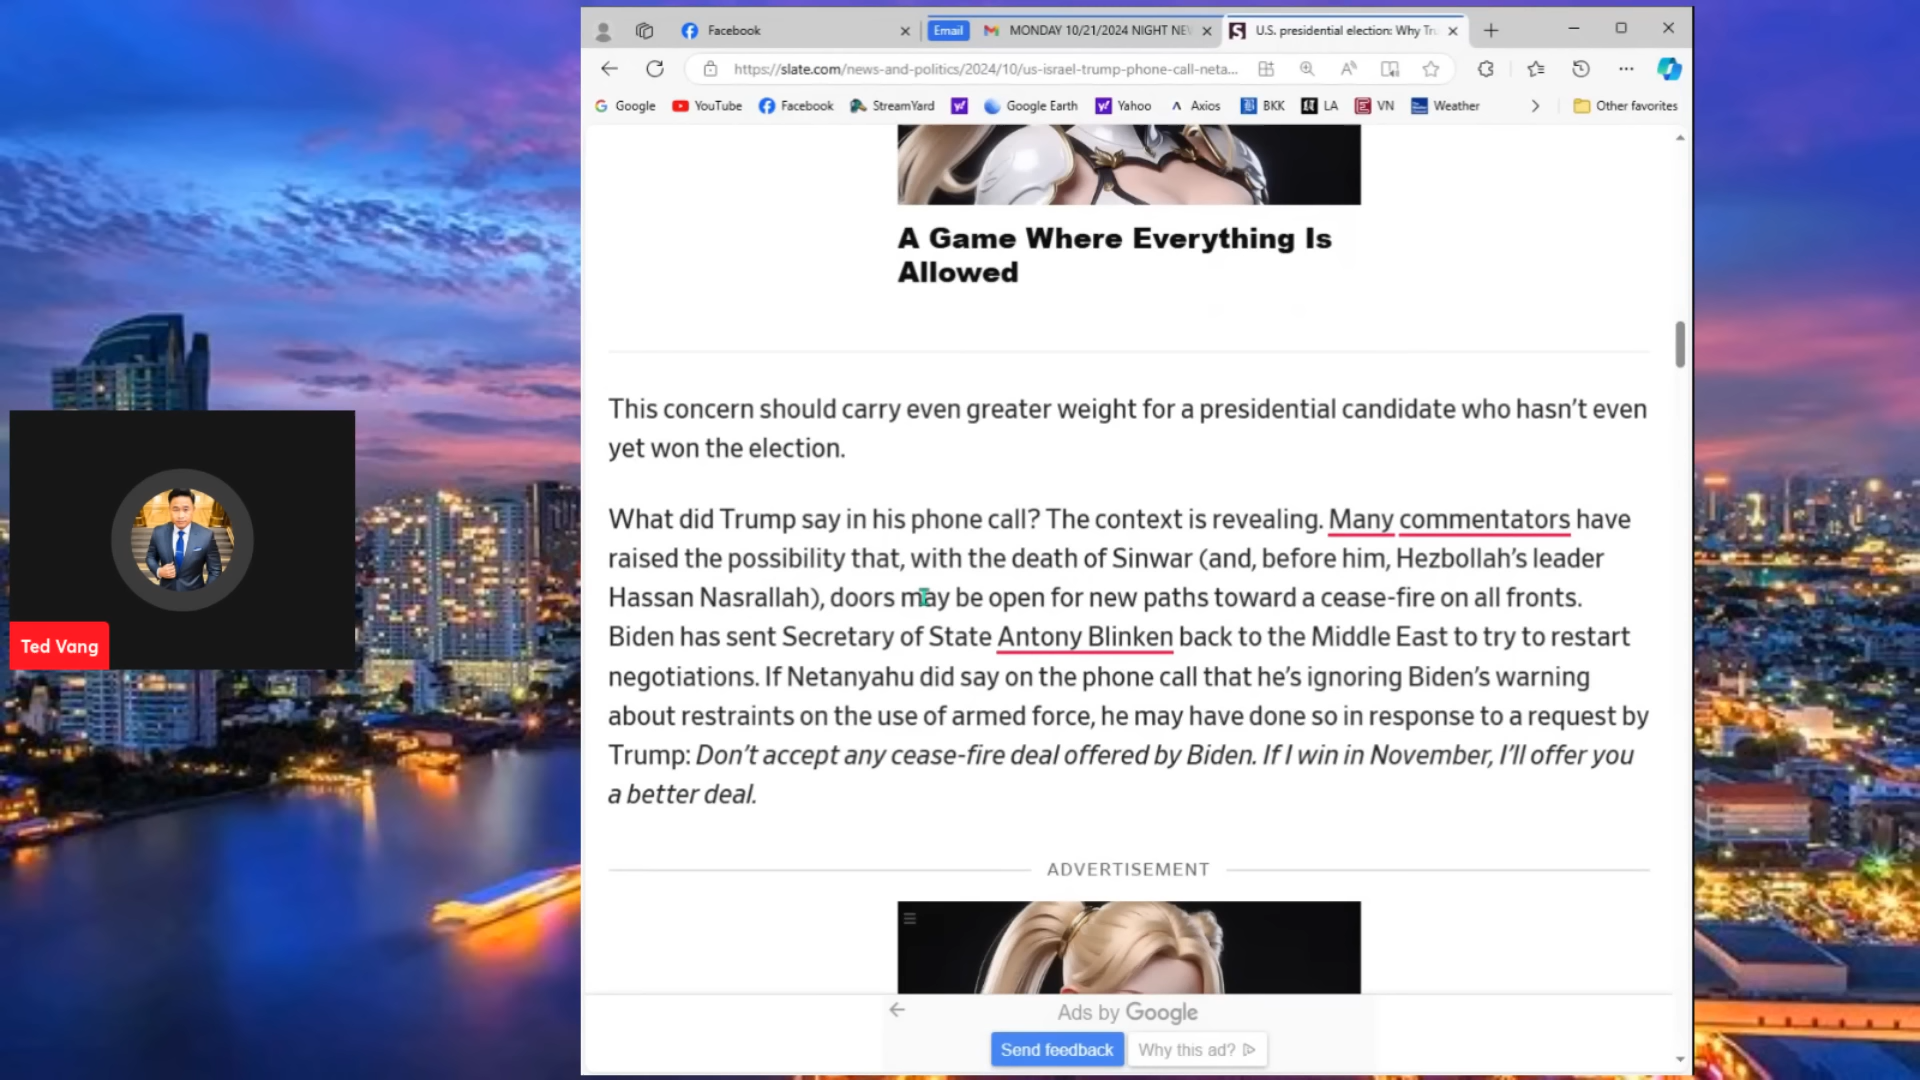 Facebook
Email
MONDAY 10/21/2024 NIGHT NE
U.S. presidential election: Why Tr
https://slate.com/news-and-politics/2024/10/us-israel-trump-phone-call-neta...
Google
YouTube
Facebook
StreamYard
Google Earth
Yahoo
Axios
BKK
LA
VN
Weather
Other favorites
A Game Where Everything Is
Allowed
This concern should carry even greater weight for a presidential candidate who hasn’t even
yet won the election.
What did Trump say in his phone call? The context is revealing. Many commentators have
raised the possibility that, with the death of Sinwar (and, before him, Hezbollah’s leader
Hassan Nasrallah), doors may be open for new paths toward a cease-fire on all fronts.
Biden has sent Secretary of State Antony Blinken back to the Middle East to try to restart
negotiations. If Netanyahu did say on the phone call that he’s ignoring Biden’s warning
about restraints on the use of armed force, he may have done so in response to a request by
Trump: Don’t accept any cease-fire deal offered by Biden. If I win in November, I’ll offer you
a better deal.
ADVERTISEMENT
Ads by Google
Send feedback
Why this ad?
Ted Vang